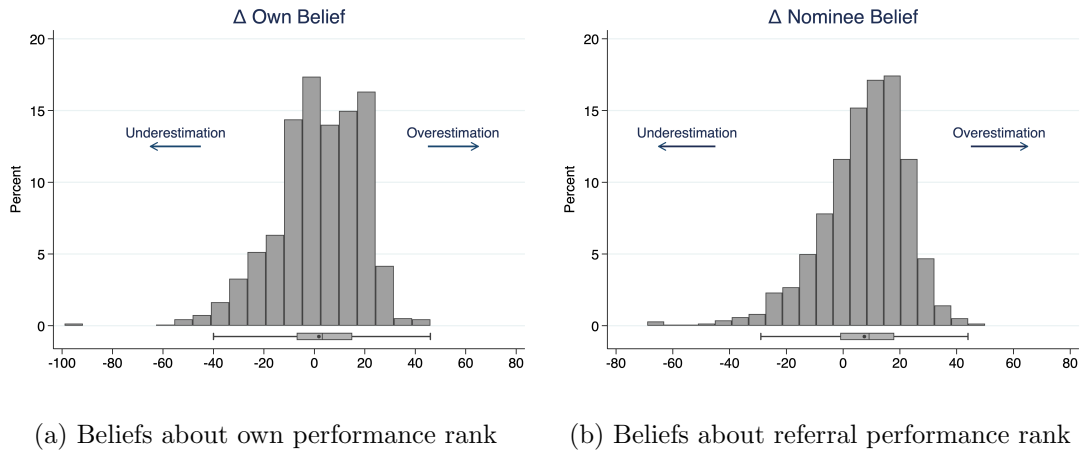 Δ Own Belief
20
15
10
5
0
Percent
Underestimation
Overestimation
-100 -80 -60 -40 -20 0 20 40 60 80
(a) Beliefs about own performance rank
Δ Nominee Belief
20
15
10
5
0
Percent
Underestimation
Overestimation
-80 -60 -40 -20 0 20 40 60 80
(b) Beliefs about referral performance rank